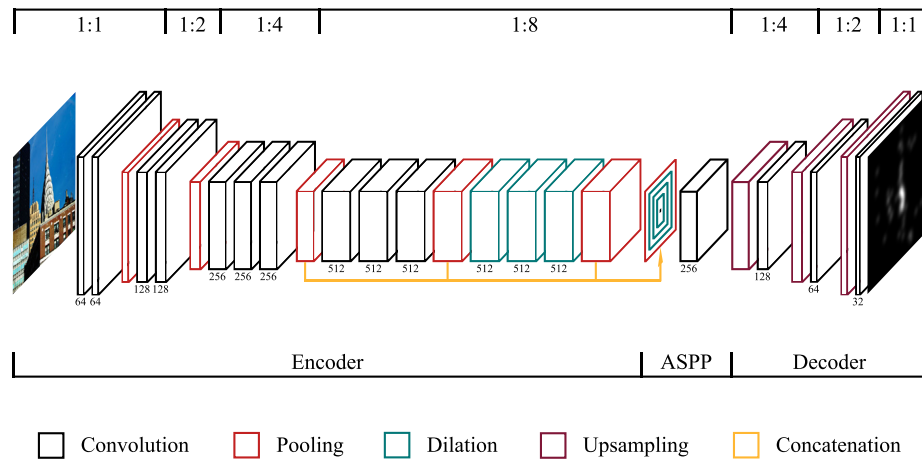 1:1 1:2 1:4 1:8 1:4 1:2 1:1
64 64 128 128 256 256 256 512 512 512 512 512 512 256 128 64 32
Encoder ASPP Decoder
Convolution Pooling Dilation Upsampling Concatenation